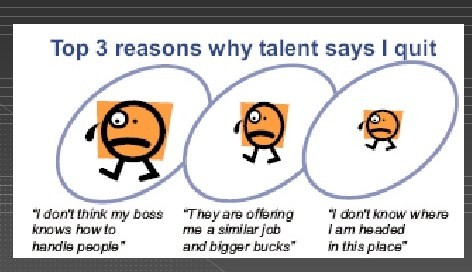 Top 3 reasons why talent says I quit
"I don't think my boss
knows how to
handle people"
"They are offering
me a similar job
and bigger bucks"
"I don't know where
I am headed
in this place"